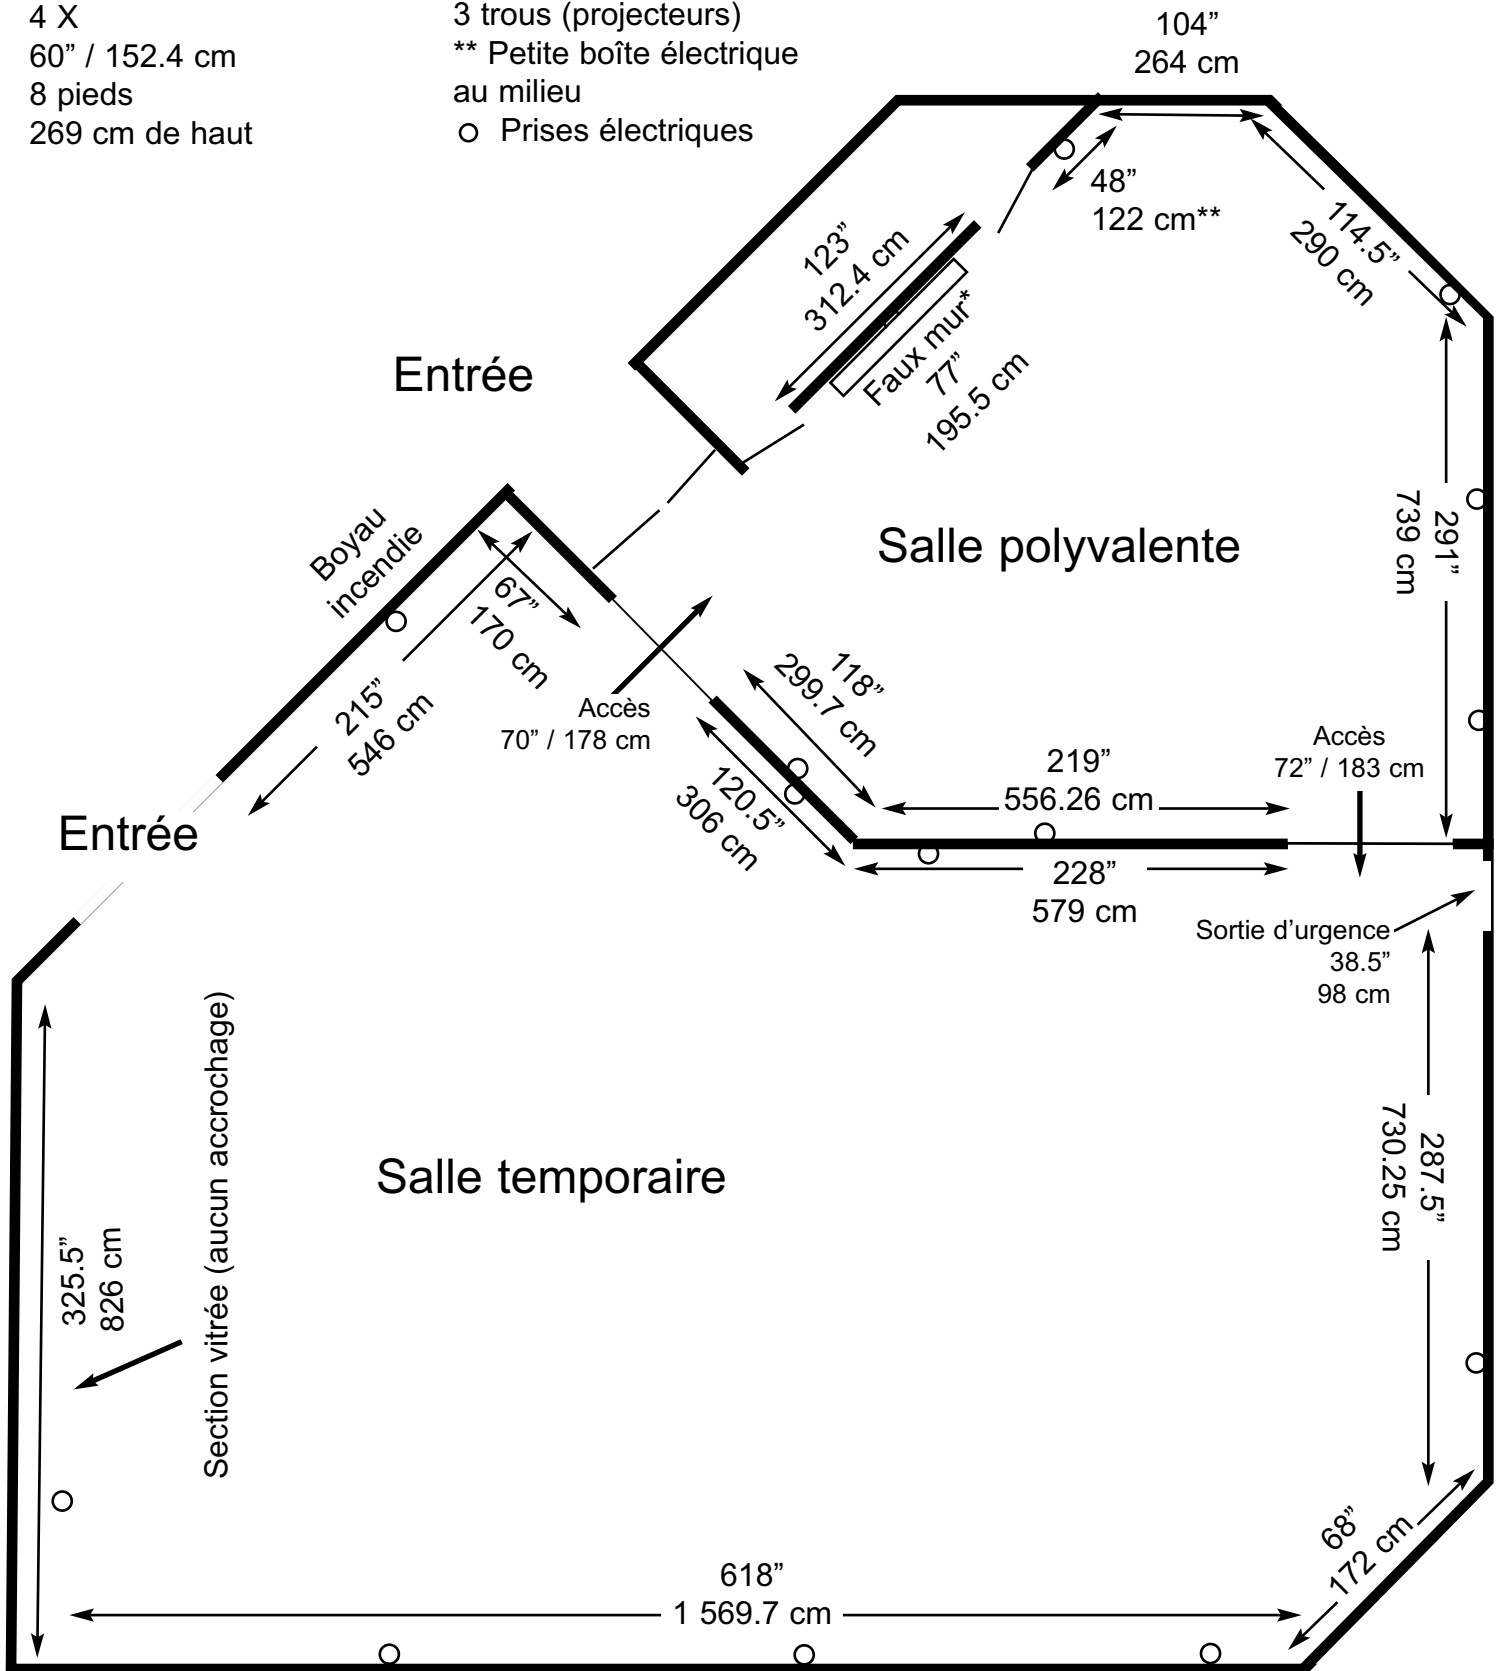 4 X
60” / 152.4 cm
8 pieds
269 cm de haut
3 trous (projecteurs)
** Petite boîte électrique
au milieu
Prises électriques
104”
264 cm
48”
122 cm**
114.5”
290 cm
123”
312.4 cm
Faux mur*
77”
195.5 cm
Entrée
Boyau
incendie
Salle polyvalente
291”
739 cm
67”
170 cm
215”
546 cm
Accès
70” / 178 cm
118”
299.7 cm
120.5”
306 cm
219”
556.26 cm
Accès
72” / 183 cm
Entrée
228”
579 cm
Sortie d’urgence
38.5”
98 cm
Section vitrée (aucun accrochage)
325.5”
826 cm
Salle temporaire
287.5”
730.25 cm
68”
172 cm
618”
1 569.7 cm